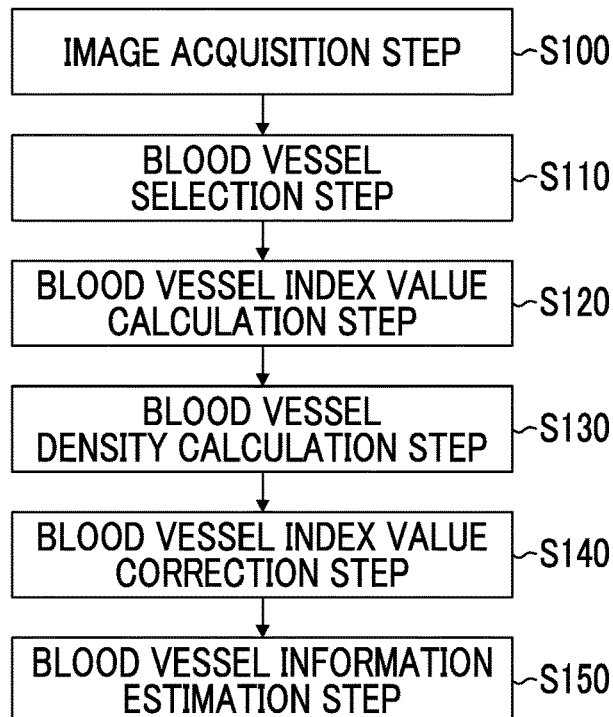 IMAGE ACQUISITION STEP ~S100
BLOOD VESSEL
SELECTION STEP ~S110
BLOOD VESSEL INDEX VALUE
CALCULATION STEP ~S120
BLOOD VESSEL
DENSITY CALCULATION STEP ~S130
BLOOD VESSEL INDEX VALUE
CORRECTION STEP ~S140
BLOOD VESSEL INFORMATION
ESTIMATION STEP ~S150